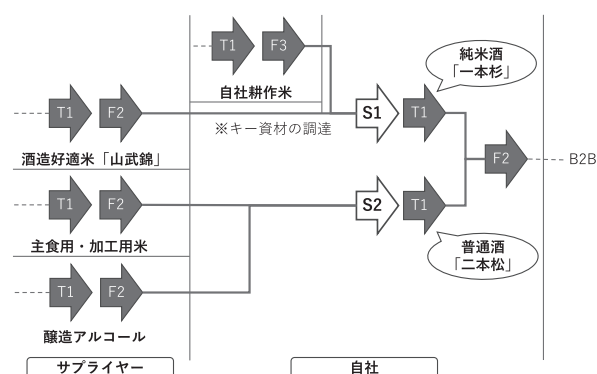 T1 F3
自社耕作米
純米酒
「一本杉」
T1 F2 S1 T1
※キー資材の調達
酒造好適米「山武錦」
F2 B2B
T1 F2 S2 T1
主食用・加工用米
普通酒
「二本松」
T1 F2
醸造アルコール
サプライヤー 自社